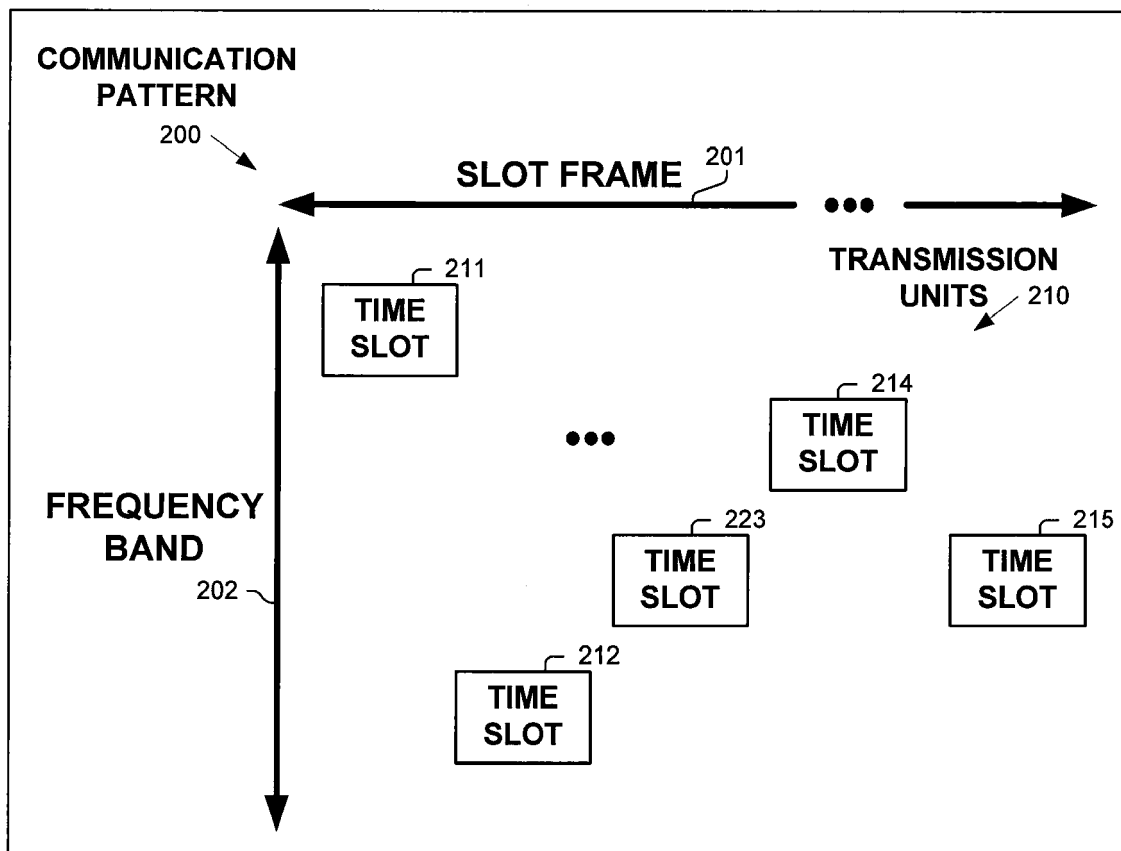 COMMUNICATION
PATTERN
200
SLOT FRAME
201
TRANSMISSION
UNITS
210
211
TIME
SLOT
214
TIME
SLOT
FREQUENCY
BAND
202
223
TIME
SLOT
215
TIME
SLOT
212
TIME
SLOT